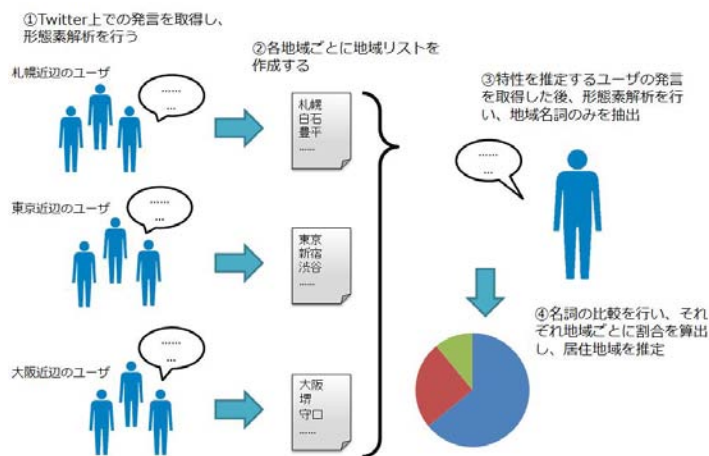 ①Twitter上での発言を取得し、
形態素解析を行う
札幌近辺のユーザ
……
…
東京近辺のユーザ
……
…
大阪近辺のユーザ
……
…
②各地域ごとに地域リストを
作成する
札幌
白石
豊平
……
東京
新宿
渋谷
……
大阪
堺
守口
……
③特性を推定するユーザの発言
を取得した後、形態素解析を行
い、地域名詞のみを抽出
……
…
④名詞の比較を行い、それ
ぞれ地域ごとに割合を算出
し、居住地域を推定